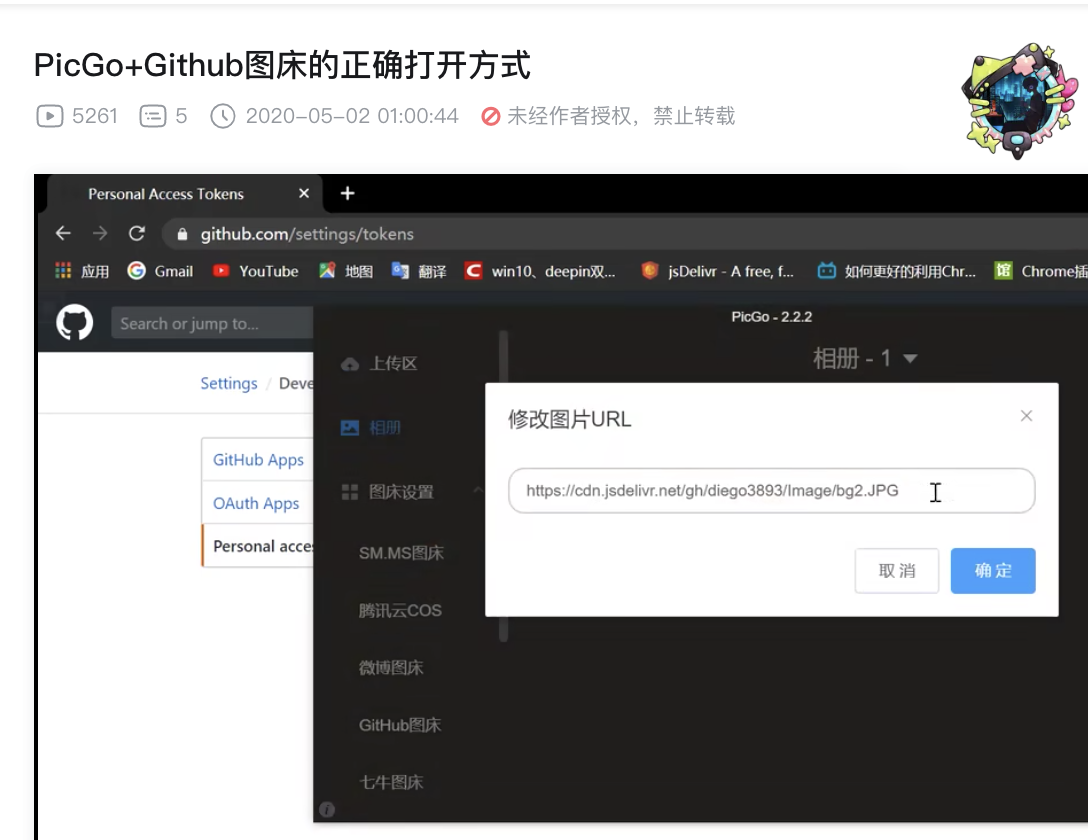 PicGo+Github图床的正确打开方式
5261 5 2020-05-02 01:00:44 未经作者授权，禁止转载
Personal Access Tokens
github.com/settings/tokens
应用 Gmail YouTube 地图 翻译 win10、deepin双... jsDelivr - A free, f... 如何更好的利用Chr... Chrome插
Search or jump to...
PicGo - 2.2.2
上传区
相册 - 1
Settings / Deve
修改图片URL
相册
GitHub Apps
https://cdn.jsdelivr.net/gh/diego3893/Image/bg2.JPG
图床设置
OAuth Apps
Personal acce
SM.MS图床
取消 确定
腾讯云COS
微博图床
GitHub图床
七牛图床